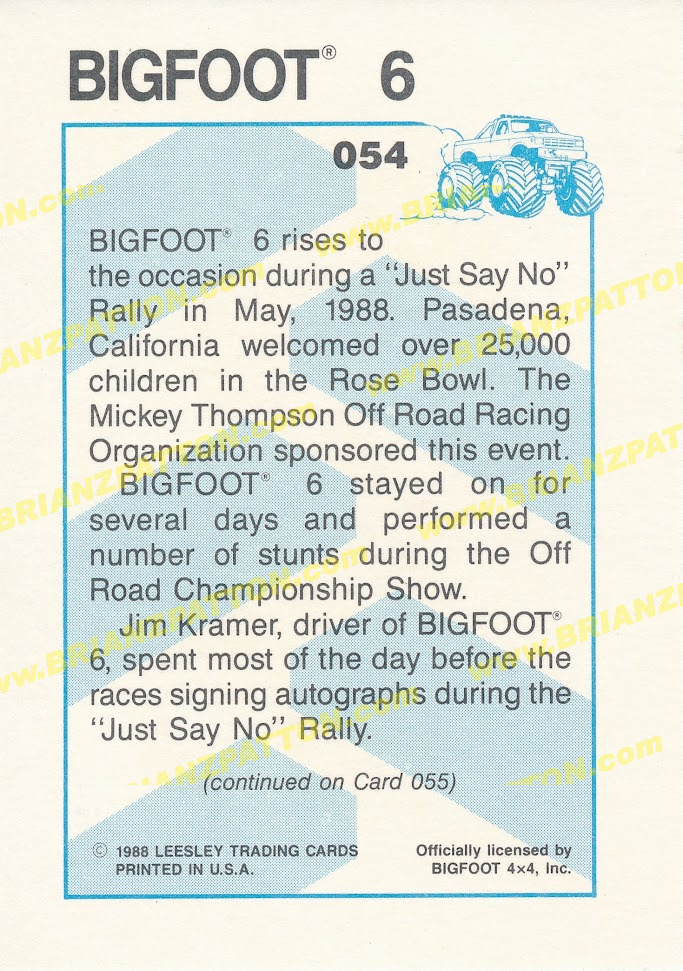 BIGFOOT® 6
054
BIGFOOT® 6 rises to
the occasion during a "Just Say No"
Rally in May, 1988. Pasadena,
California welcomed over 25,000
children in the Rose Bowl. The
Mickey Thompson Off Road Racing
Organization sponsored this event.
BIGFOOT® 6 stayed on for
several days and performed a
number of stunts during the Off
Road Championship Show.
Jim Kramer, driver of BIGFOOT®
6, spent most of the day before the
races signing autographs during the
"Just Say No" Rally.
(continued on Card 055)
© 1988 LEESLEY TRADING CARDS
PRINTED IN U.S.A.
Officially licensed by
BIGFOOT 4×4, Inc.
www.BRIANZPATTON.com